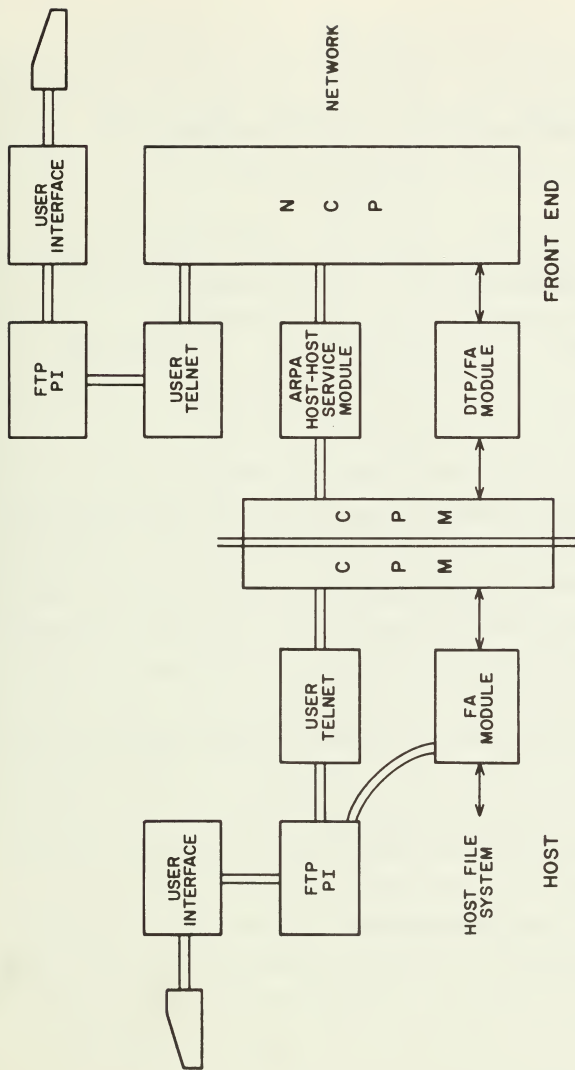 USER
INTERFACE
FTP
PI
HOST FILE
SYSTEM
HOST
USER
TELNET
FA
MODULE
C P M
C P M
FTP
PI
USER
INTERFACE
USER
TELNET
ARPA
HOST-HOST
SERVICE
MODULE
DTP/FA
MODULE
N C P
NETWORK
FRONT END